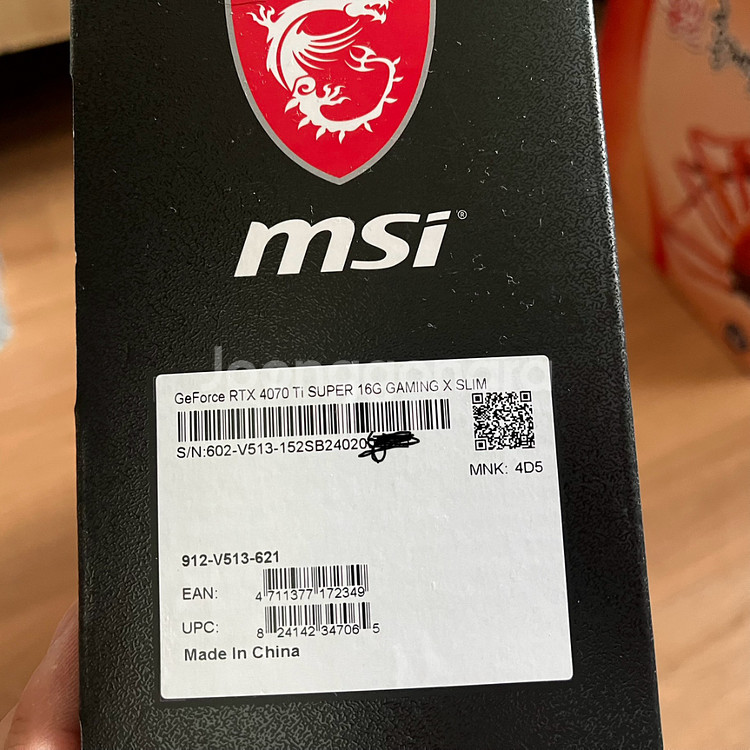 msi®
Joonggonara
GeForce RTX 4070 Ti SUPER 16G GAMING X SLIM
S/N:602-V513-152SB24020
MNK: 4D5
912-V513-621
EAN: 4 711377 172349
UPC: 8 24142 34706 5
Made In China